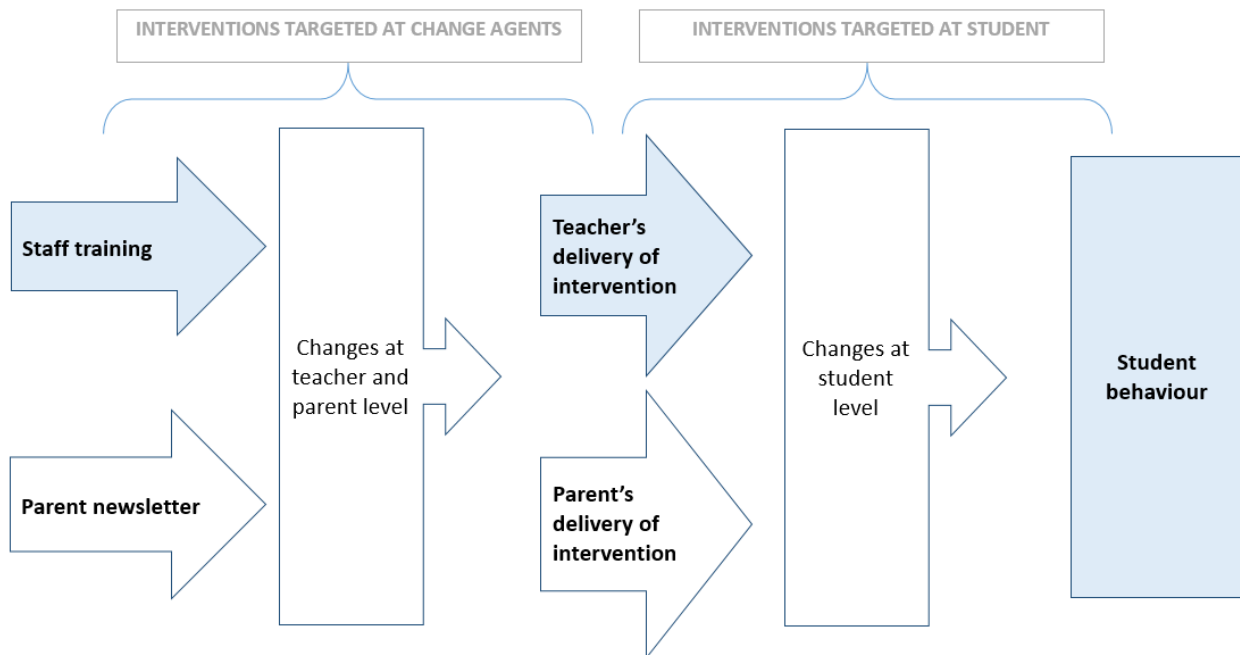 INTERVENTIONS TARGETED AT CHANGE AGENTS
INTERVENTIONS TARGETED AT STUDENT
Staff training
Parent newsletter
Changes at
teacher and
parent level
Teacher’s
delivery of
intervention
Parent’s
delivery of
intervention
Changes at
student
level
Student
behaviour